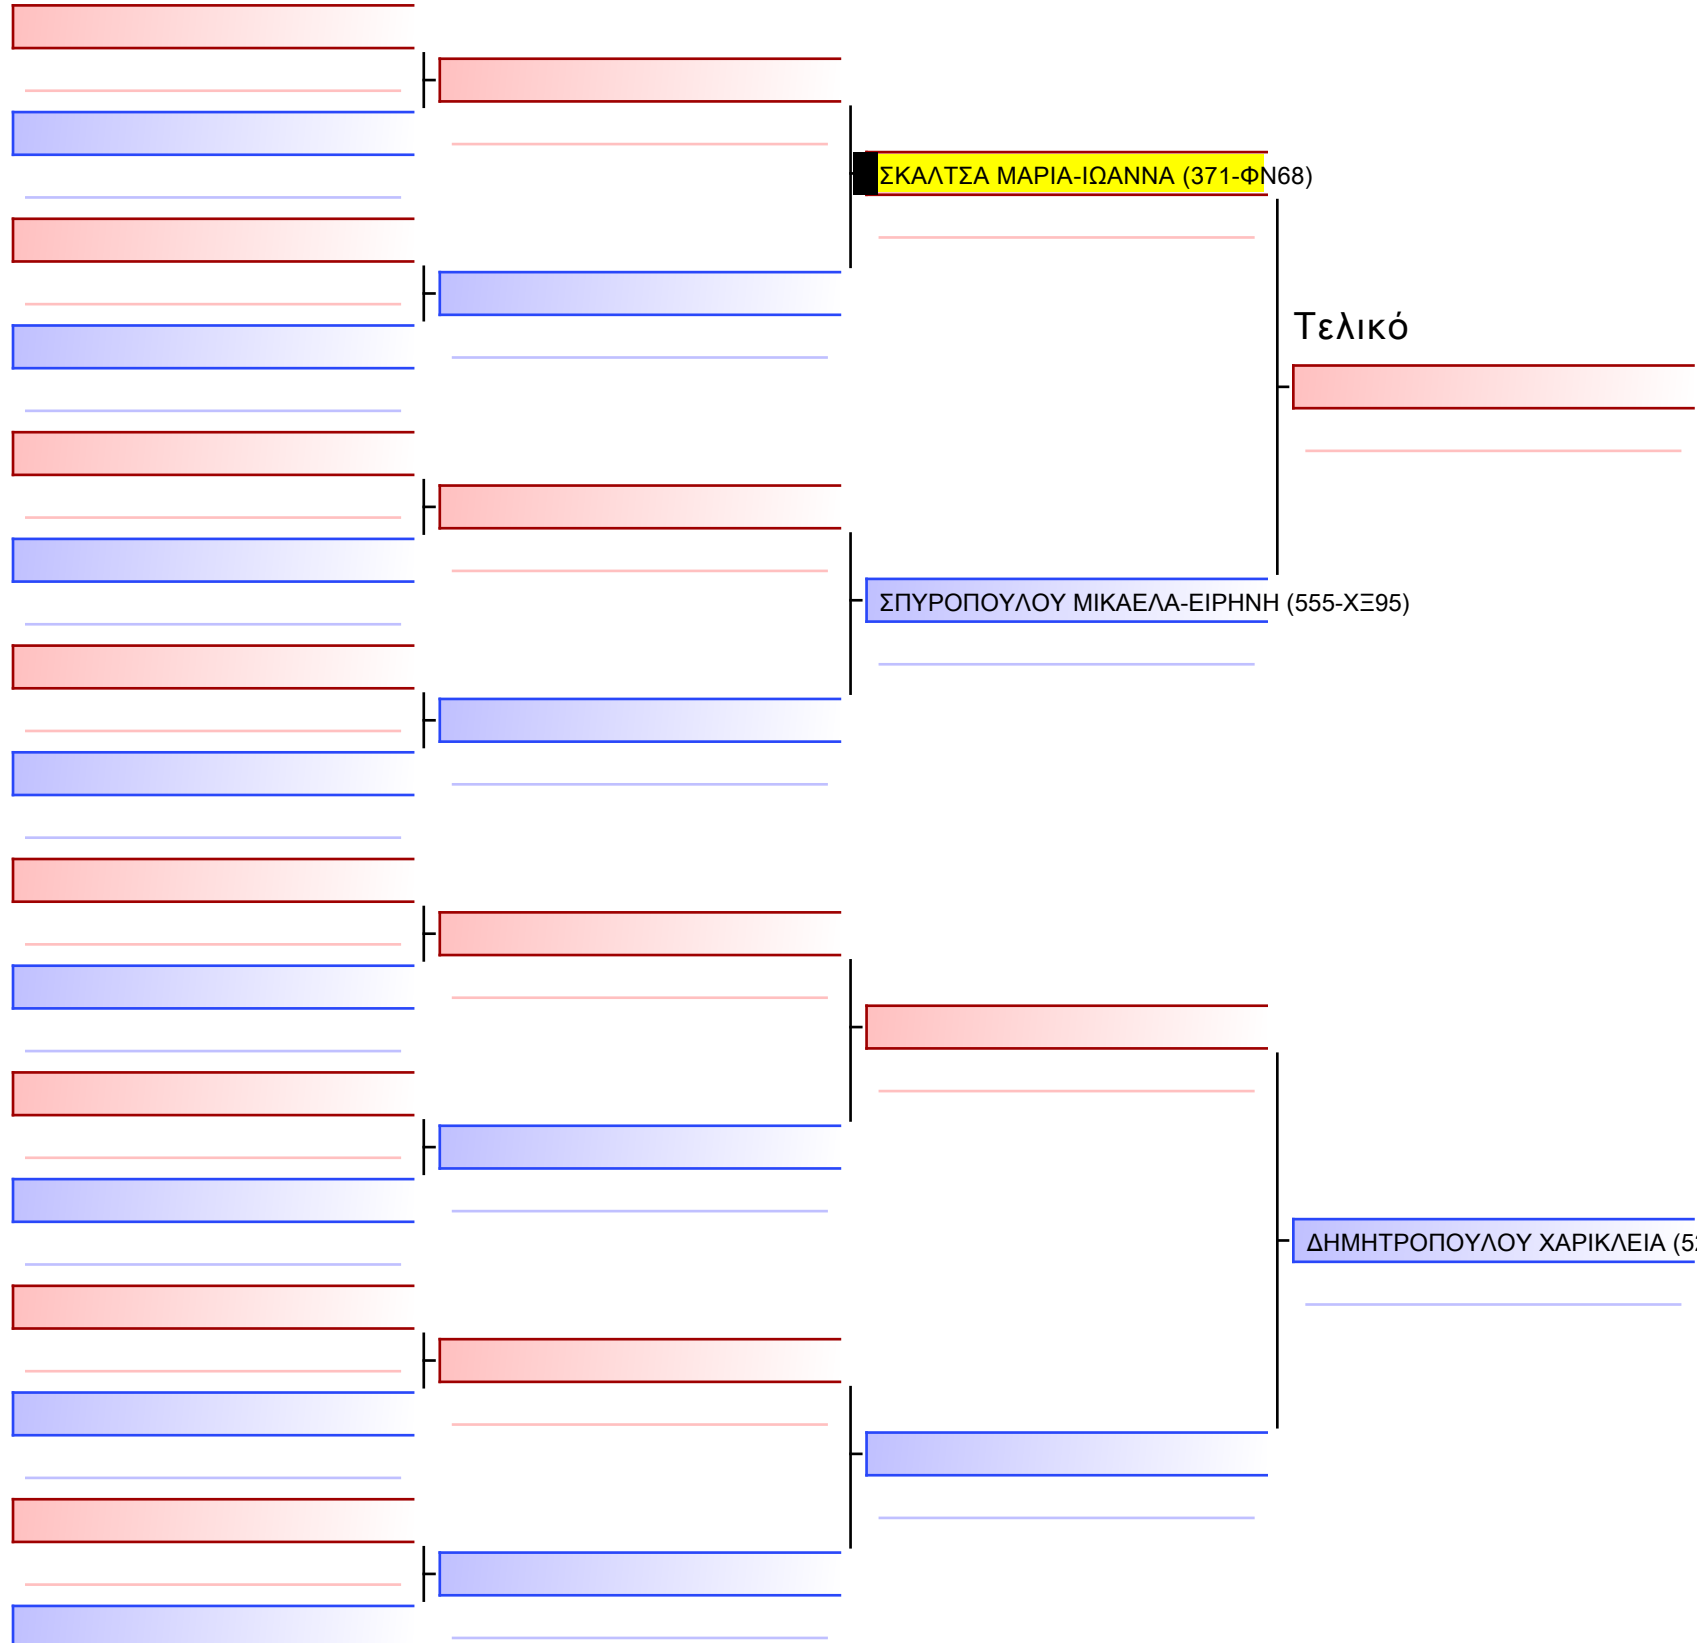 ΣΚΑΛΤΣΑ ΜΑΡΙΑ-ΙΩΑΝΝΑ (371-ΦΝ68)
Τελικό
ΣΠΥΡΟΠΟΥΛΟΥ ΜΙΚΑΕΛΑ-ΕΙΡΗΝΗ (555-ΧΞ95)
ΔΗΜΗΤΡΟΠΟΥΛΟΥ ΧΑΡΙΚΛΕΙΑ